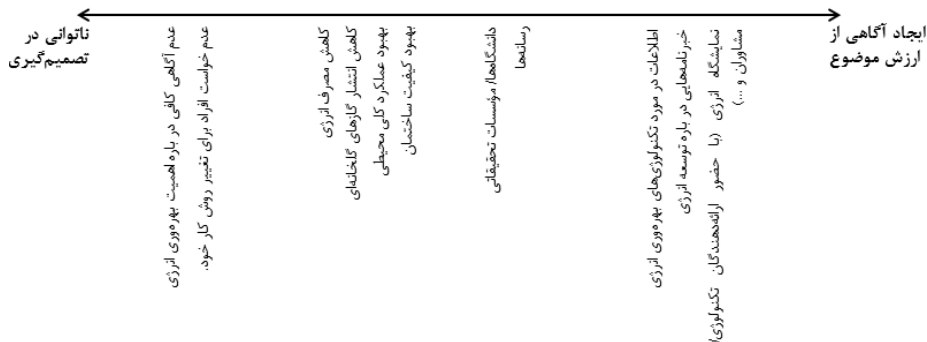 ایجاد آگاهی از
ارزش موضوع
نمایشگاه انرژی (با حضور ارائه‌دهندگان تکنولوژی/
مشاوران و ...)
خبرنامه‌هایی در باره توسعه انرژی
اطلاعات در مورد تکنولوژی‌های بهره‌وری انرژی
رسانه‌ها
دانشگاه‌ها/ مؤسسات تحقیقاتی
بهبود کیفیت ساختمان
بهبود عملکرد کلی محیطی
کاهش انتشار گازهای گلخانه‌ای
کاهش مصرف انرژی
عدم خواست افراد برای تغییر روش کار خود.
عدم آگاهی کافی در باره اهمیت بهره‌وری انرژی
ناتوانی در
تصمیم‌گیری